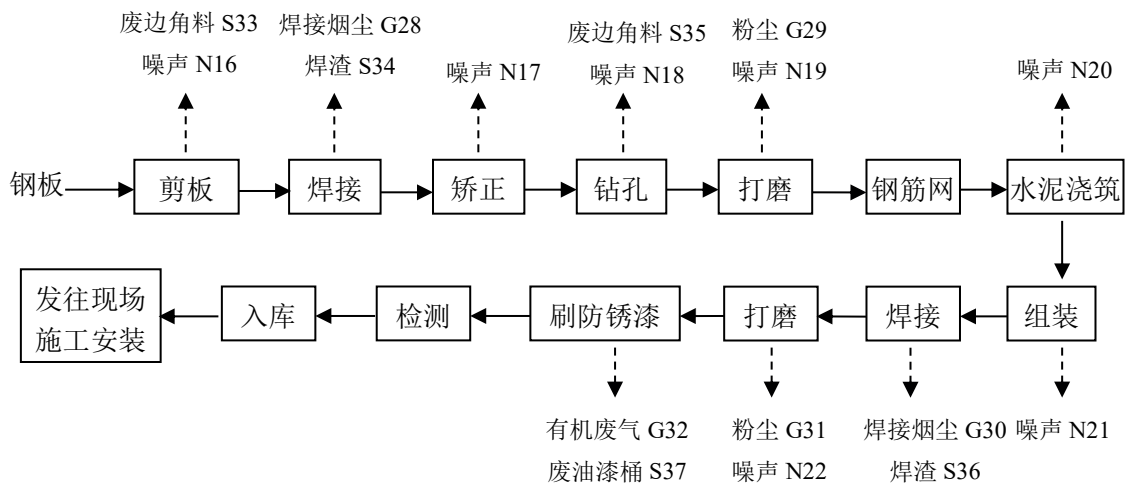 废边角料 S33
噪声 N16
焊接烟尘 G28
焊渣 S34
噪声 N17
废边角料 S35
噪声 N18
粉尘 G29
噪声 N19
噪声 N20
钢板
剪板
焊接
矫正
钻孔
打磨
钢筋网
水泥浇筑
发往现场
施工安装
入库
检测
刷防锈漆
打磨
焊接
组装
有机废气 G32
废油漆桶 S37
粉尘 G31
噪声 N22
焊接烟尘 G30
焊渣 S36
噪声 N21